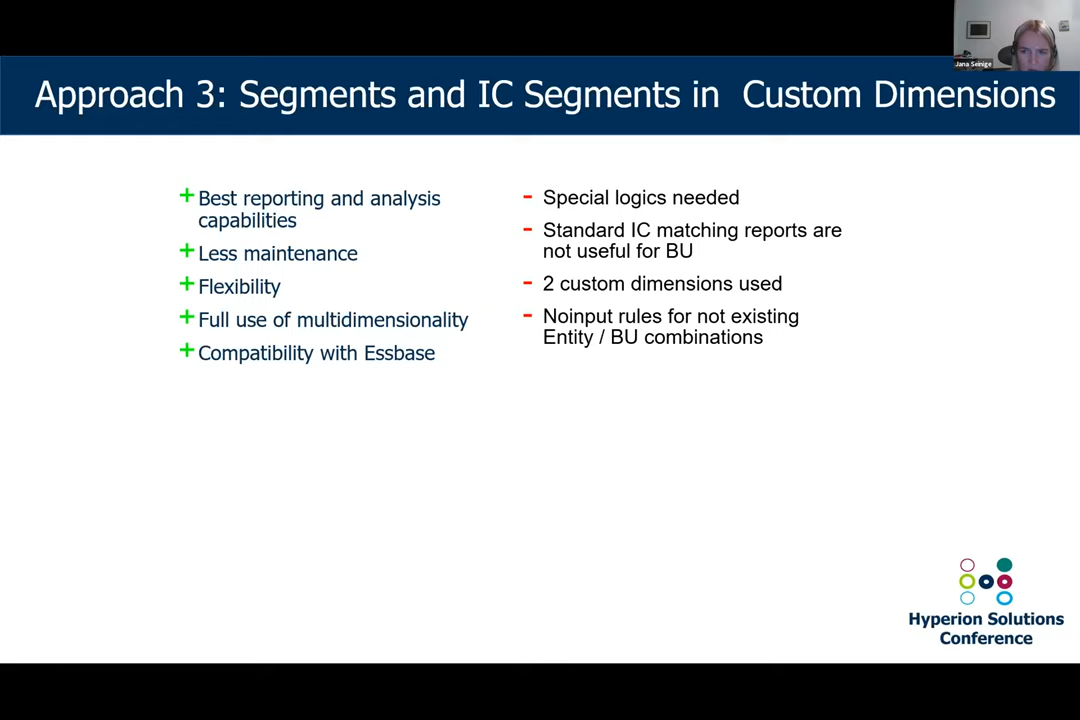 Jana Seinige
Approach 3: Segments and IC Segments in Custom Dimensions
+ Best reporting and analysis
capabilities
+ Less maintenance
+ Flexibility
+ Full use of multidimensionality
+ Compatibility with Essbase
- Special logics needed
- Standard IC matching reports are
not useful for BU
- 2 custom dimensions used
- Noinput rules for not existing
Entity / BU combinations
Hyperion Solutions
Conference